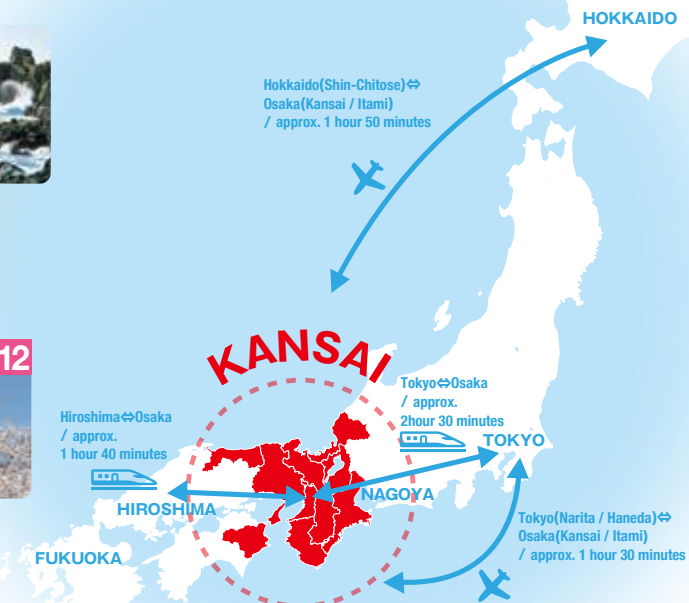 HOKKAIDO
Hokkaido(Shin-Chitose)⇔
Osaka(Kansai / Itami)
/ approx. 1 hour 50 minutes
KANSAI
12
Tokyo⇔Osaka
/ approx.
2hour 30 minutes
Hiroshima⇔Osaka
/ approx.
1 hour 40 minutes
TOKYO
NAGOYA
HIROSHIMA
Tokyo(Narita / Haneda)⇔
Osaka(Kansai / Itami)
/ approx. 1 hour 30 minutes
FUKUOKA